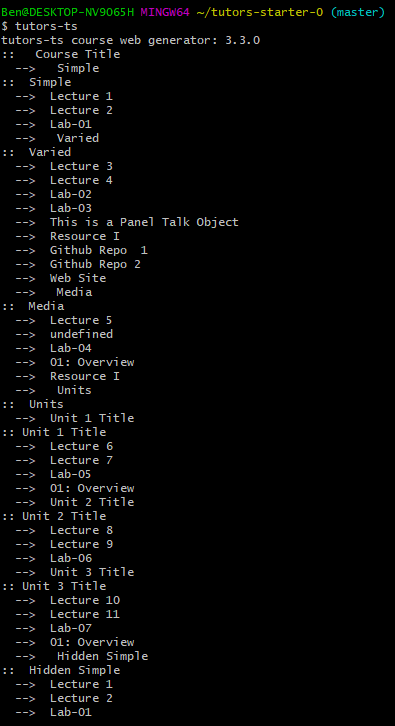 Ben@DESKTOP-NV9O65H MINGW64 ~/tutors-starter-0 (master)
$ tutors-ts
tutors-ts course web generator: 3.3.0
::   Course Title
  -->   Simple
::  Simple
  -->  Lecture 1
  -->  Lecture 2
  -->  Lab-01
  -->   Varied
::  Varied
  -->  Lecture 3
  -->  Lecture 4
  -->  Lab-02
  -->  Lab-03
  -->  This is a Panel Talk Object
  -->  Resource I
  -->  Github Repo  1
  -->  Github Repo 2
  -->  Web Site
  -->   Media
::  Media
  -->  Lecture 5
  -->  undefined
  -->  Lab-04
  -->  01: Overview
  -->  Resource I
  -->   Units
::  Units
  -->  Unit 1 Title
:: Unit 1 Title
  -->  Lecture 6
  -->  Lecture 7
  -->  Lab-05
  -->  01: Overview
  -->  Unit 2 Title
:: Unit 2 Title
  -->  Lecture 8
  -->  Lecture 9
  -->  Lab-06
  -->  Unit 3 Title
:: Unit 3 Title
  -->  Lecture 10
  -->  Lecture 11
  -->  Lab-07
  -->  01: Overview
  -->   Hidden Simple
::  Hidden Simple
  -->  Lecture 1
  -->  Lecture 2
  -->  Lab-01